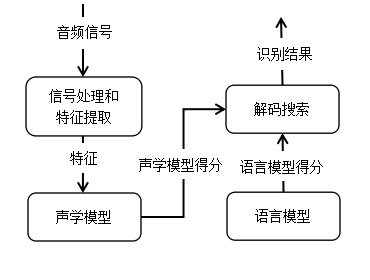 音频信号
识别结果
信号处理和
特征提取
解码搜索
特征
声学模型得分
语言模型得分
声学模型
语言模型